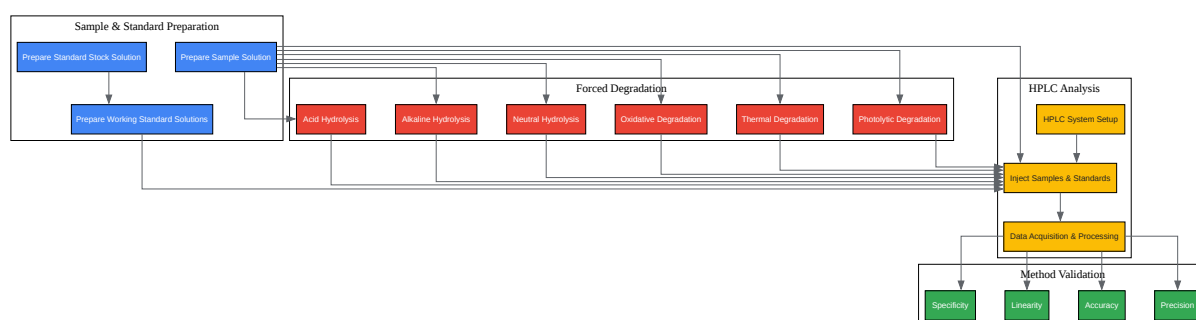 Sample & Standard Preparation
Prepare Standard Stock Solution
Prepare Sample Solution
Prepare Working Standard Solutions
Forced Degradation
Acid Hydrolysis
Alkaline Hydrolysis
Neutral Hydrolysis
Oxidative Degradation
Thermal Degradation
Photolytic Degradation
HPLC Analysis
HPLC System Setup
Inject Samples & Standards
Data Acquisition & Processing
Method Validation
Specificity
Linearity
Accuracy
Precision